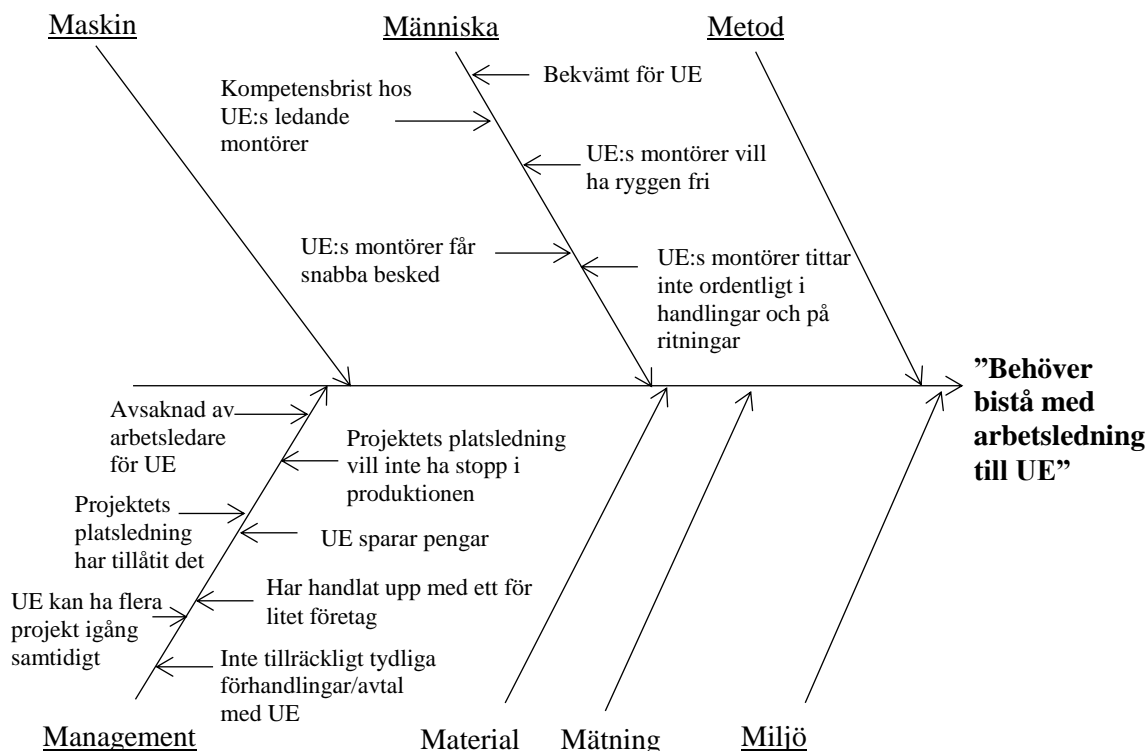 Maskin
Människa
Metod
Bekvämt för UE
Kompetensbrist hos
UE:s ledande
montörer
UE:s montörer vill
ha ryggen fri
UE:s montörer får
snabba besked
UE:s montörer tittar
inte ordentligt i
handlingar och på
ritningar
”Behöver
bistå med
arbetsledning
till UE”
Avsaknad av
arbetsledare
för UE
Projektets platsledning
vill inte ha stopp i
produktionen
Projektets
platsledning
har tillåtit det
UE sparar pengar
Har handlat upp med ett för
litet företag
UE kan ha flera
projekt igång
samtidigt
Inte tillräckligt tydliga
förhandlingar/avtal
med UE
Management
Material
Mätning
Miljö